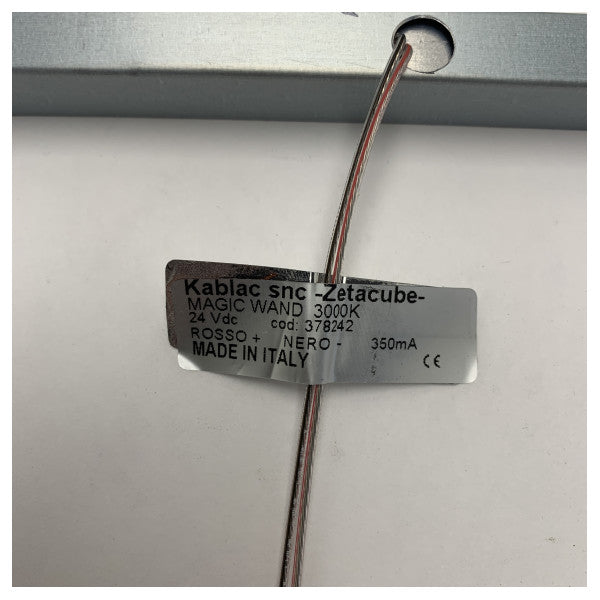 Kablac snc -Zetacube-
MAGIC WAND 3000K
24 Vdc cod: 378242
ROSSO + NERO - 350mA
MADE IN ITALY CE